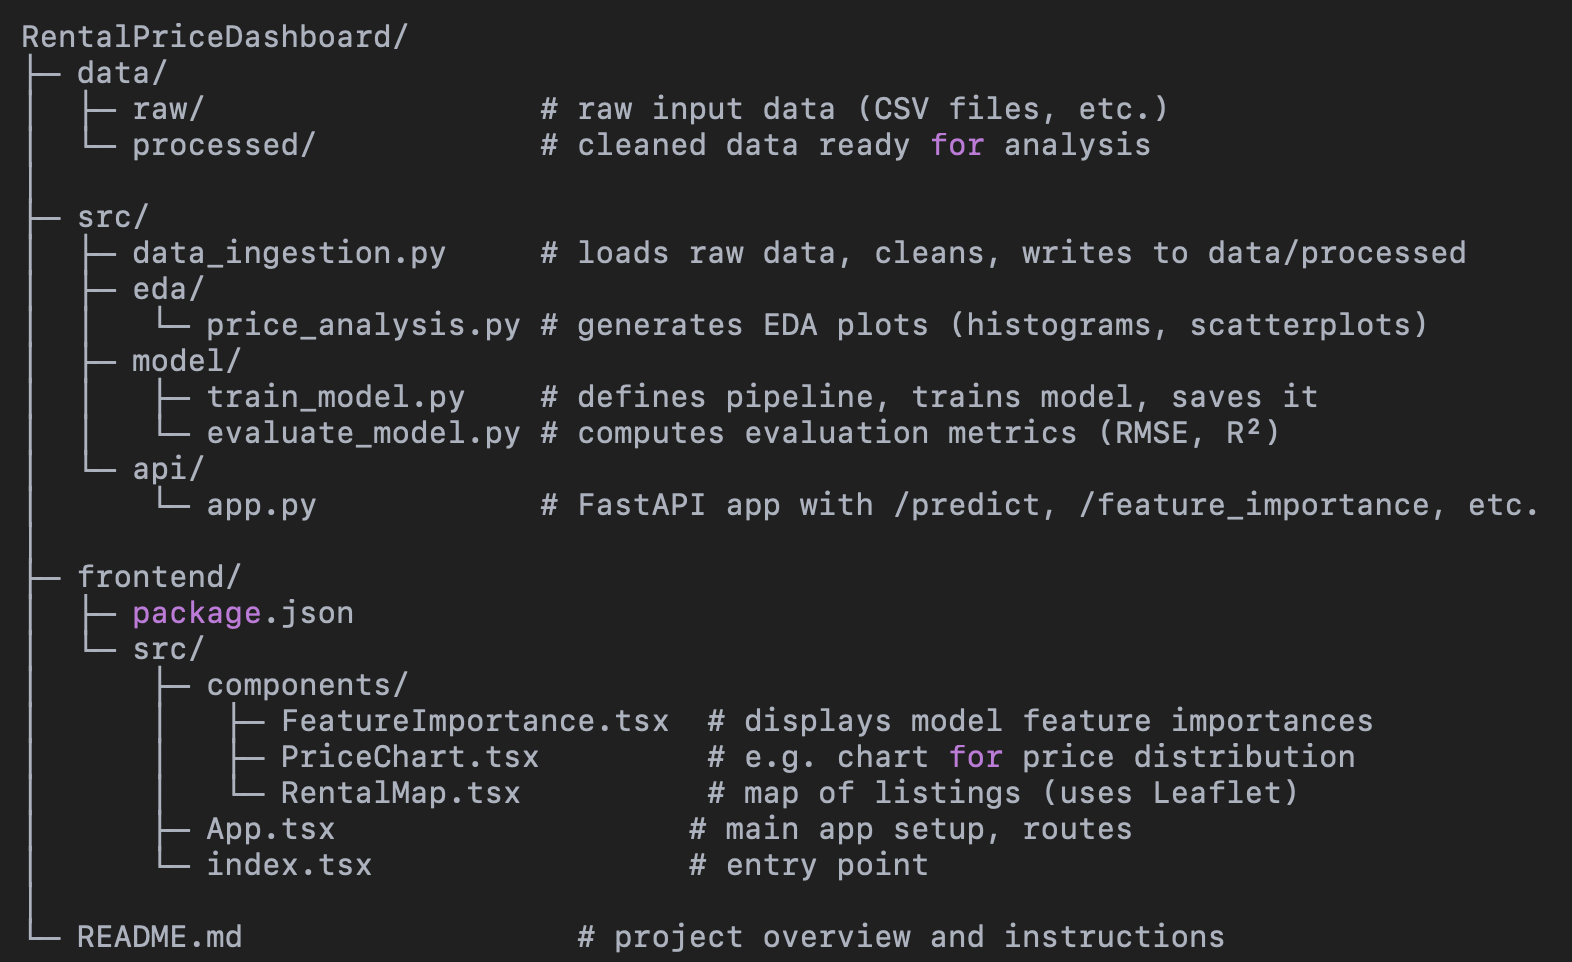 RentalPriceDashboard/
├─ data/
│  ├─ raw/                  # raw input data (CSV files, etc.)
│  └─ processed/            # cleaned data ready for analysis
│
├─ src/
│  ├─ data_ingestion.py     # loads raw data, cleans, writes to data/processed
│  ├─ eda/
│  │   └─ price_analysis.py # generates EDA plots (histograms, scatterplots)
│  ├─ model/
│  │   ├─ train_model.py    # defines pipeline, trains model, saves it
│  │   └─ evaluate_model.py # computes evaluation metrics (RMSE, R²)
│  └─ api/
│      └─ app.py            # FastAPI app with /predict, /feature_importance, etc.
│
├─ frontend/
│  ├─ package.json
│  └─ src/
│      ├─ components/
│      │   ├─ FeatureImportance.tsx  # displays model feature importances
│      │   ├─ PriceChart.tsx         # e.g. chart for price distribution
│      │   └─ RentalMap.tsx          # map of listings (uses Leaflet)
│      ├─ App.tsx                   # main app setup, routes
│      └─ index.tsx                 # entry point
│
└─ README.md                  # project overview and instructions